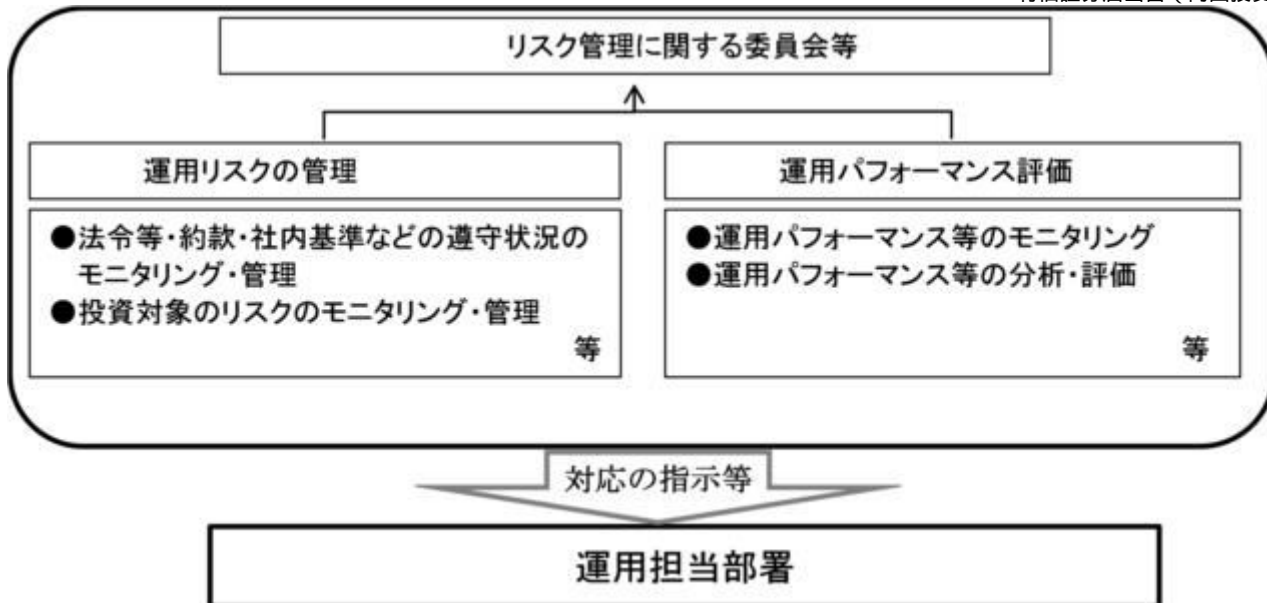 リスク管理に関する委員会等
運用リスクの管理
●法令等・約款・社内基準などの遵守状況の
モニタリング・管理
●投資対象のリスクのモニタリング・管理
等
運用パフォーマンス評価
●運用パフォーマンス等のモニタリング
●運用パフォーマンス等の分析・評価
等
対応の指示等
運用担当部署